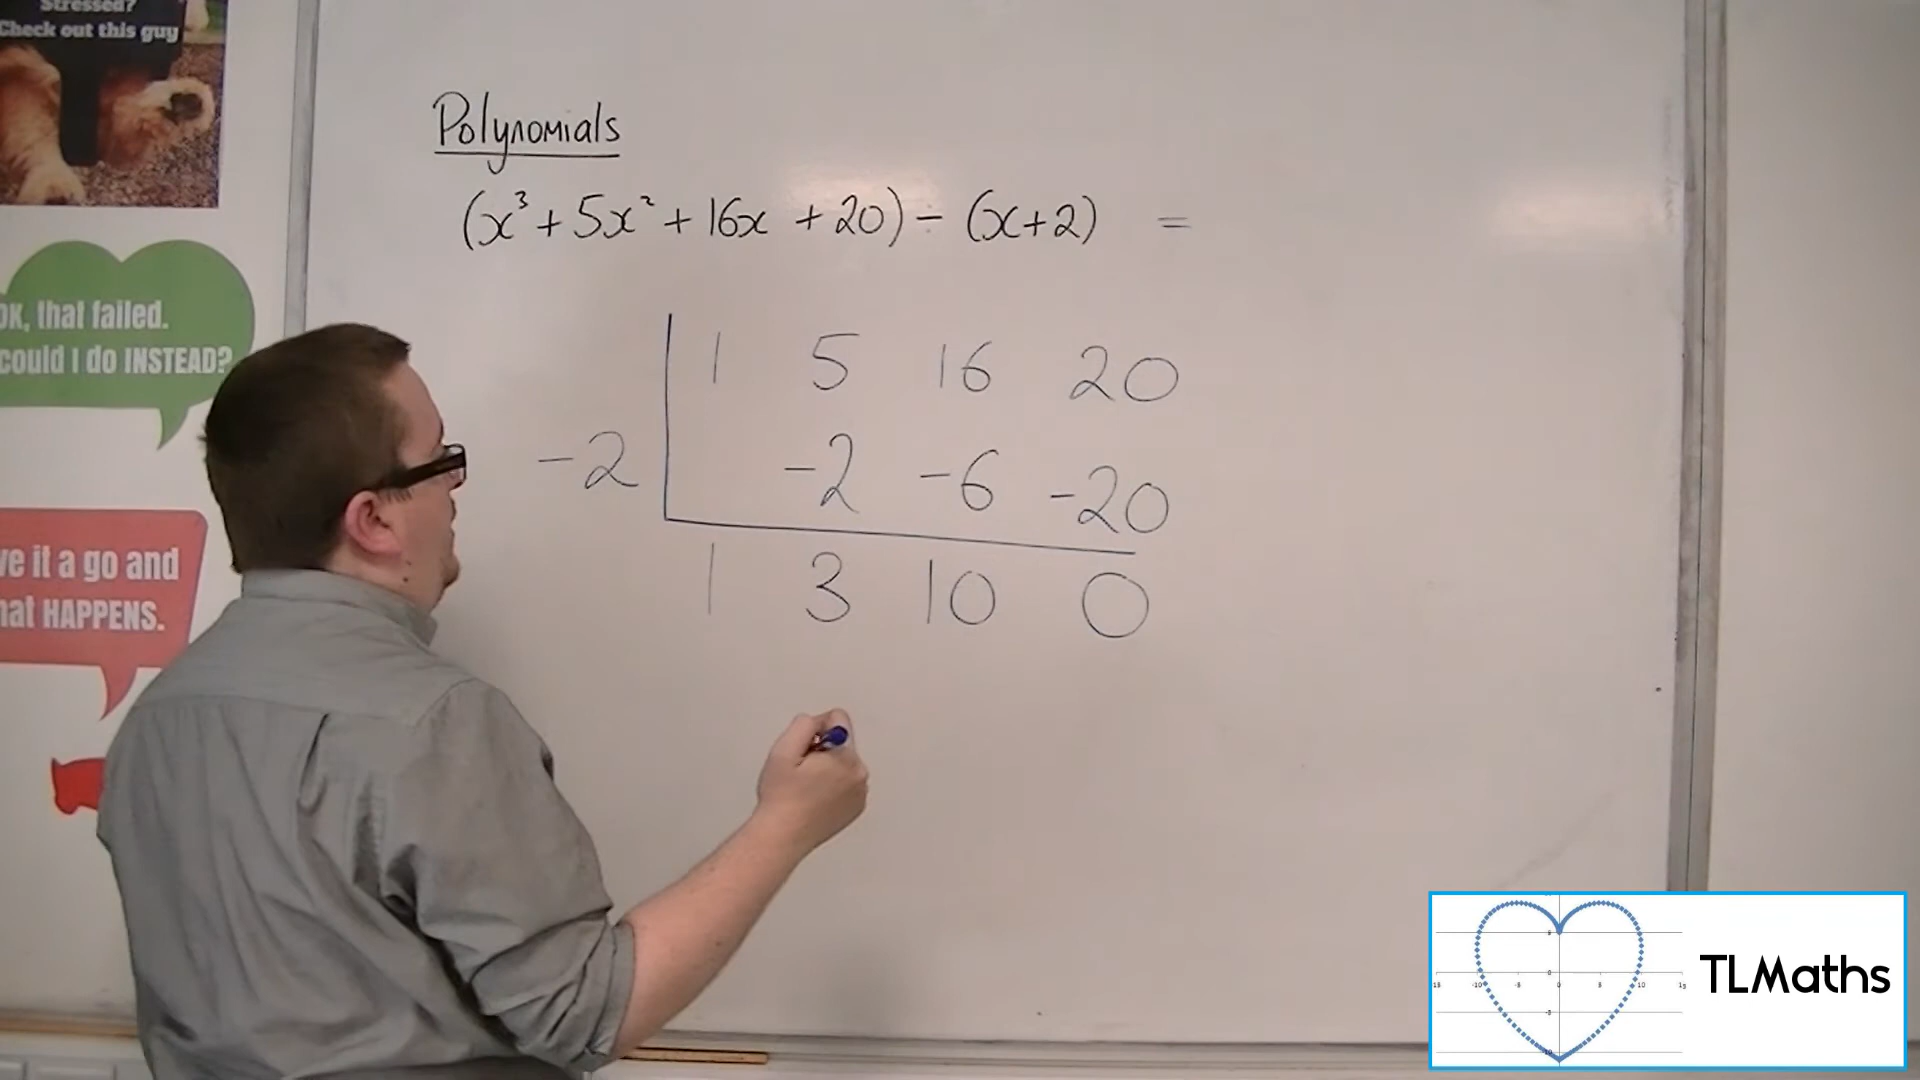 Stressed?
Check out this guy
OK, that failed.
could I do INSTEAD?
ve it a go and
hat HAPPENS.
Polynomials
(x³ + 5x² + 16x + 20) ÷ (x+2) =
1 5 16 20
-2 -2 -6 -20
1 3 10 0
TLMaths